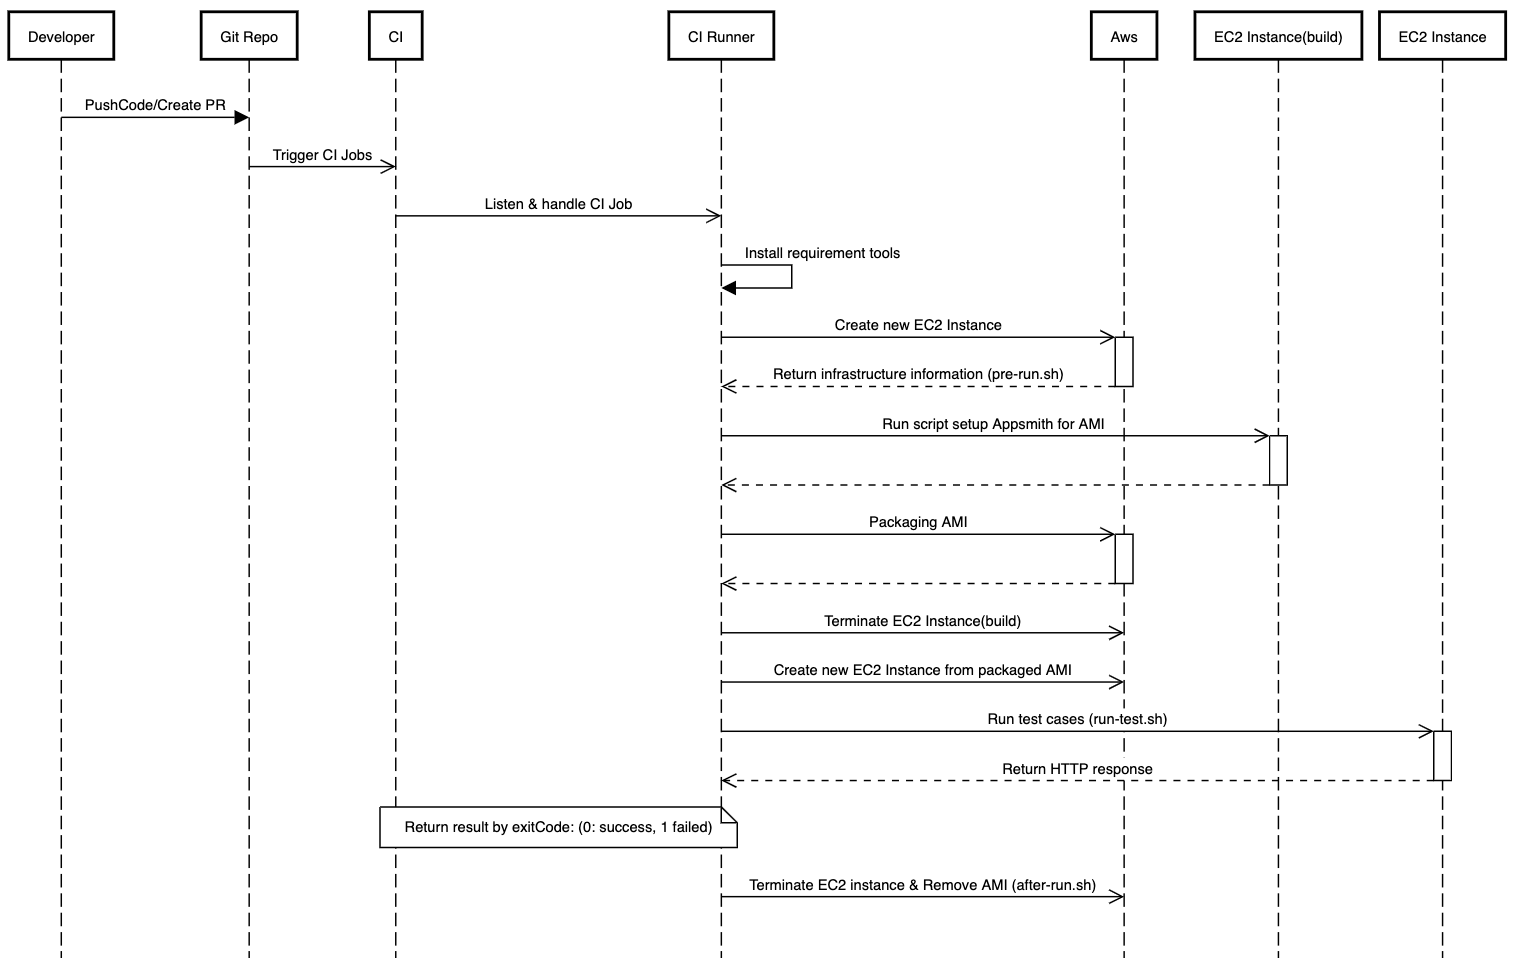 Developer
Git Repo
CI
CI Runner
Aws
EC2 Instance(build)
EC2 Instance
PushCode/Create PR
Trigger CI Jobs
Listen & handle CI Job
Install requirement tools
Create new EC2 Instance
Return infrastructure information (pre-run.sh)
Run script setup Appsmith for AMI
Packaging AMI
Terminate EC2 Instance(build)
Create new EC2 Instance from packaged AMI
Run test cases (run-test.sh)
Return HTTP response
Return result by exitCode: (0: success, 1 failed)
Terminate EC2 instance & Remove AMI (after-run.sh)